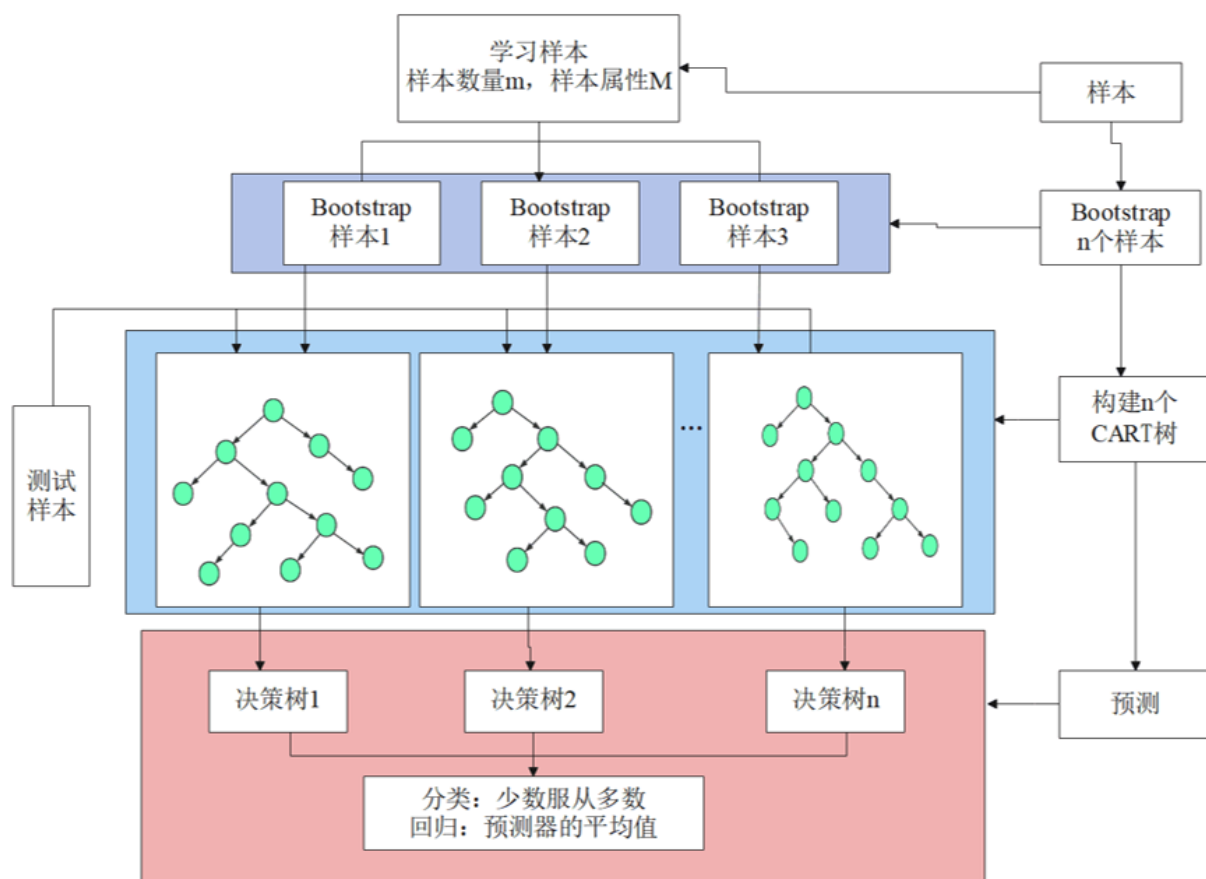 学习样本
样本数量m，样本属性M
样本
Bootstrap
样本1
Bootstrap
样本2
Bootstrap
样本3
Bootstrap
n个样本
测试
样本
...
构建n个
CART树
决策树1
决策树2
决策树n
预测
分类：少数服从多数
回归：预测器的平均值